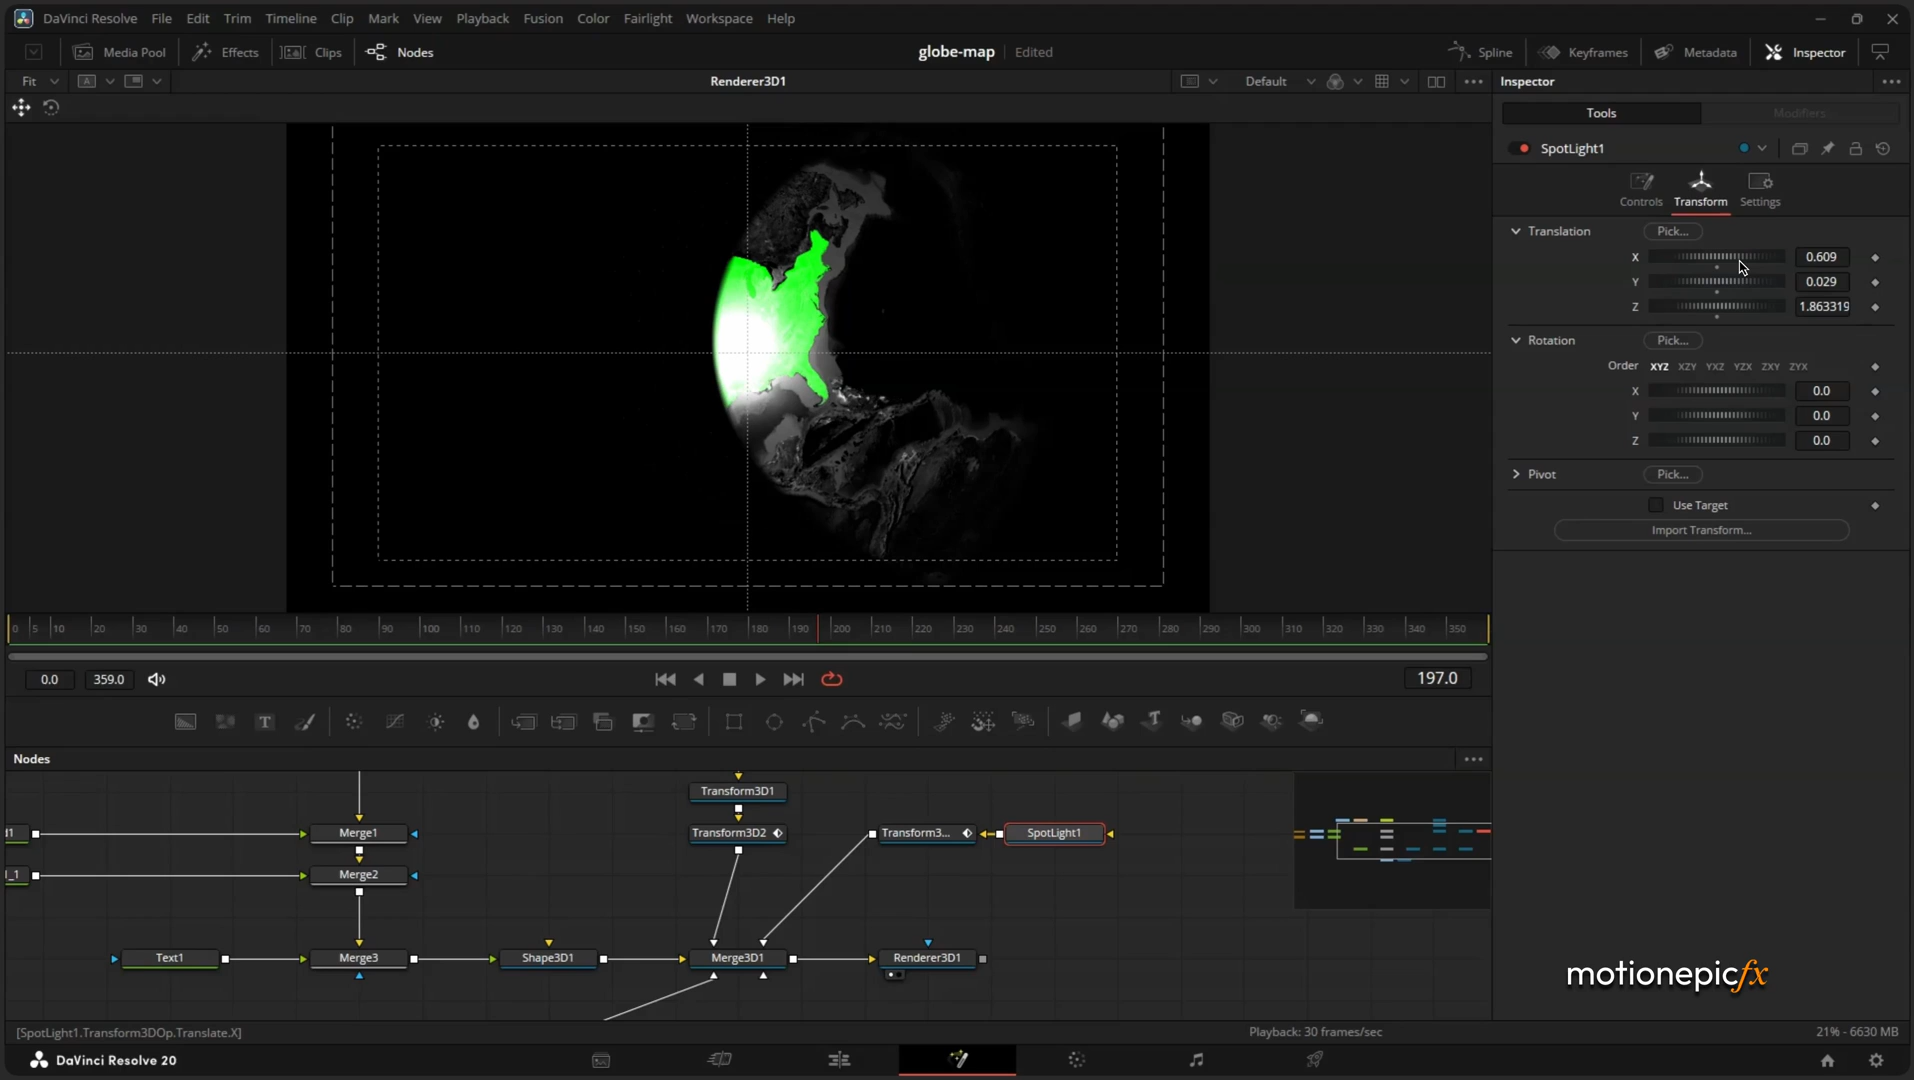 DaVinci Resolve File Edit Trim Timeline Clip Mark View Playback Fusion Color Fairlight Workspace Help
Media Pool Effects Clips Nodes globe-map Edited Spline Keyframes Metadata Inspector
Fit A Renderer3D1 Default Inspector
Tools Modifiers
SpotLight1
Controls Transform Settings
Translation Pick...
X 0.609
Y 0.029
Z 1.863319
Rotation Pick...
Order XYZ XZY YXZ YZX ZXY ZYX
X 0.0
Y 0.0
Z 0.0
Pivot Pick...
Use Target
Import Transform...
0 5 10 20 30 40 50 60 70 80 90 100 110 120 130 140 150 160 170 180 190 200 210 220 230 240 250 260 270 280 290 300 310 320 330 340 350
0.0 359.0 197.0
T
Nodes
Transform3D1
d1 Merge1 Transform3D2 Transform3... SpotLight1
_1 Merge2
Text1 Merge3 Shape3D1 Merge3D1 Renderer3D1
motionepicfx
[SpotLight1.Transform3DOp.Translate.X] Playback: 30 frames/sec 21% - 6630 MB
DaVinci Resolve 20